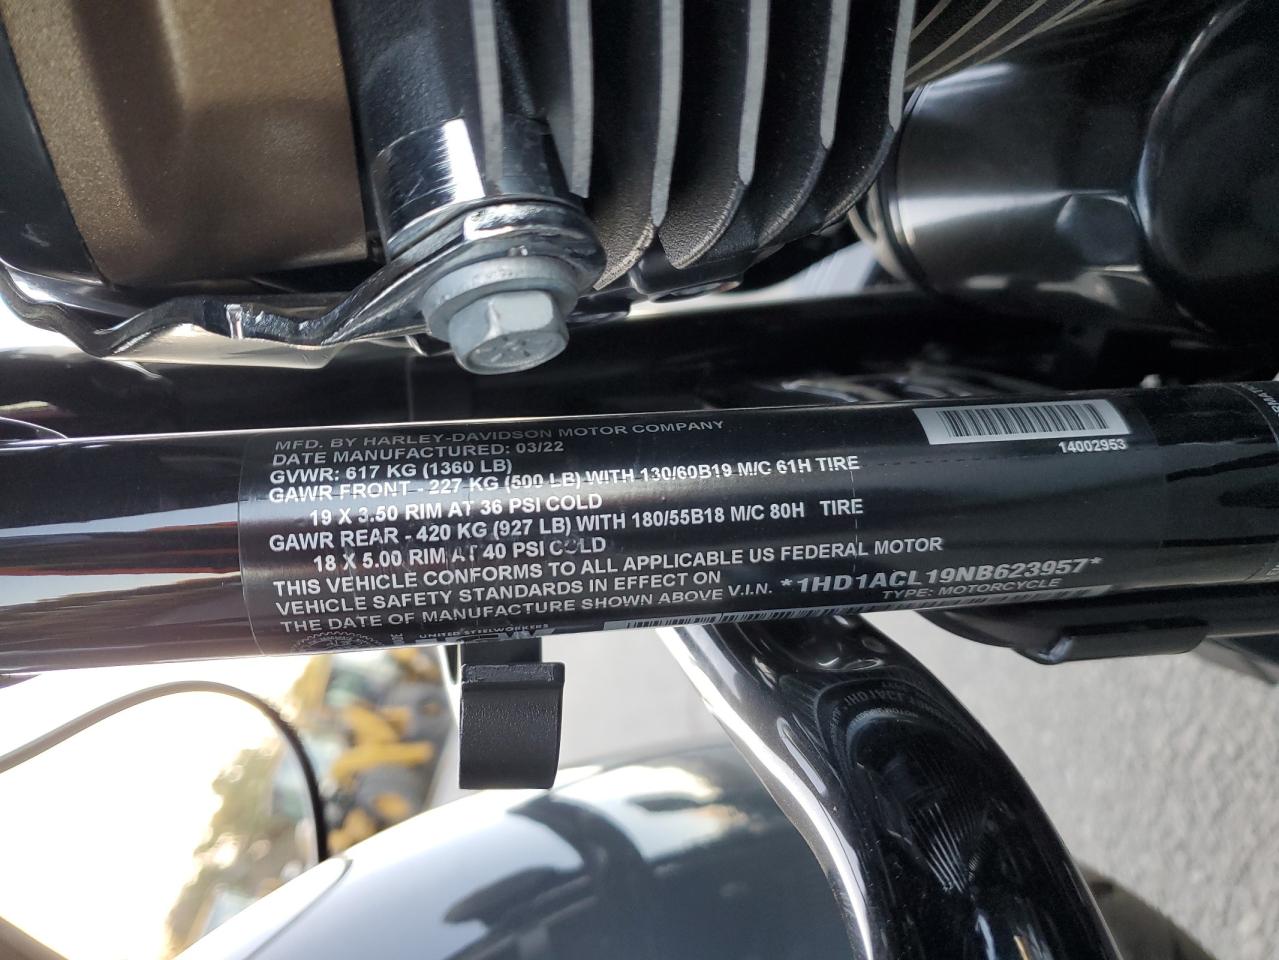 MFD. BY HARLEY-DAVIDSON MOTOR COMPANY
DATE MANUFACTURED: 03/22
GVWR: 617 KG (1360 LB)
GAWR FRONT - 227 KG (500 LB) WITH 130/60B19 M/C 61H TIRE
19 X 3.50 RIM AT 36 PSI COLD
GAWR REAR - 420 KG (927 LB) WITH 180/55B18 M/C 80H TIRE
18 X 5.00 RIM AT 40 PSI COLD
THIS VEHICLE CONFORMS TO ALL APPLICABLE US FEDERAL MOTOR
VEHICLE SAFETY STANDARDS IN EFFECT ON
THE DATE OF MANUFACTURE SHOWN ABOVE V.I.N. *1HD1ACL19NB623957*
TYPE: MOTORCYCLE
14002953
UNITED STEELWORKERS